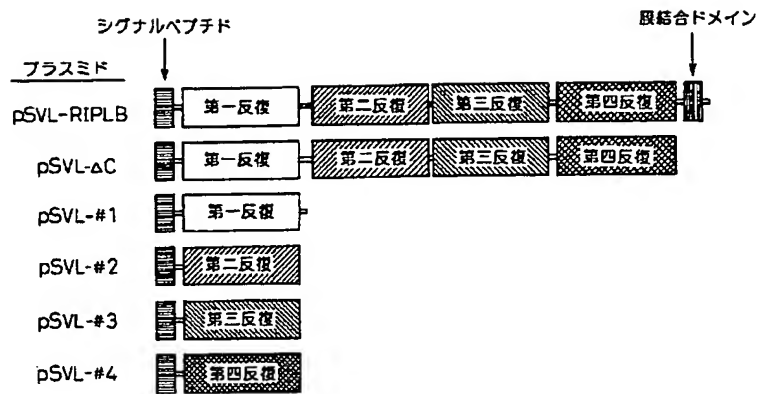 シグナルペプチド 膜結合ドメイン
プラスミド
pSVL-RIPLB 第一反復 第二反復 第三反復 第四反復
pSVL-ΔC 第一反復 第二反復 第三反復 第四反復
pSVL-#1 第一反復
pSVL-#2 第二反復
pSVL-#3 第三反復
pSVL-#4 第四反復